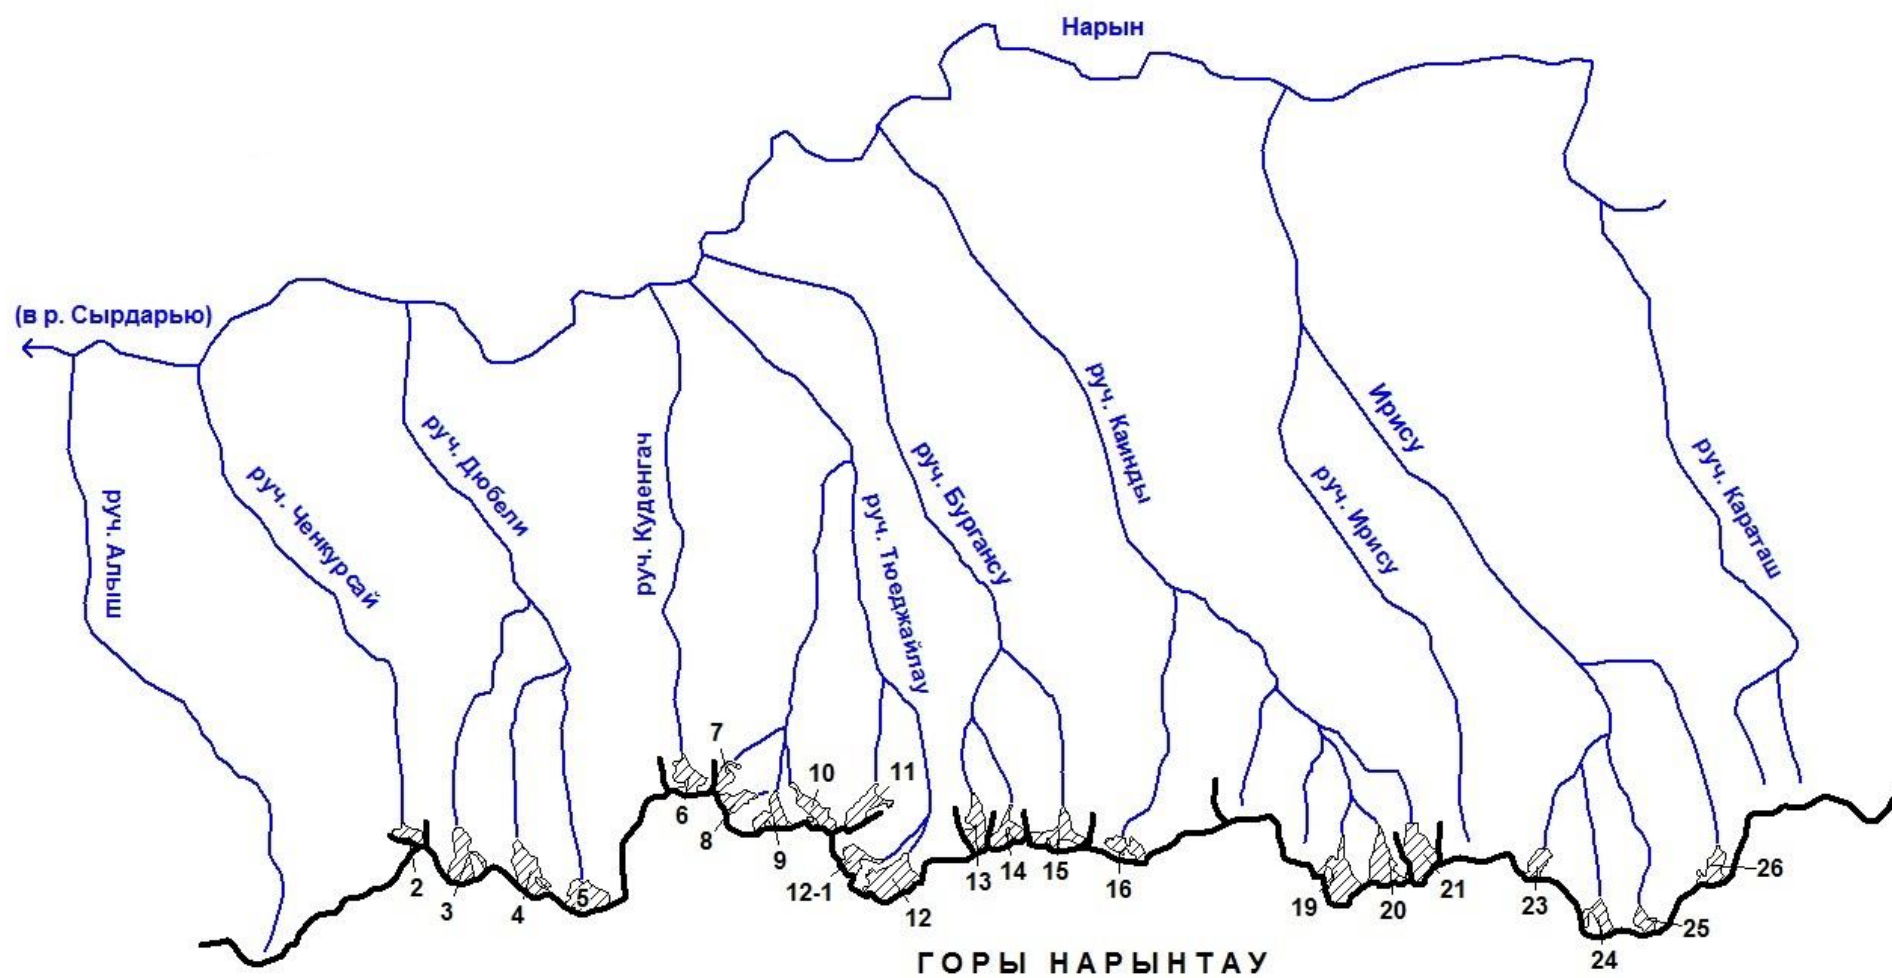 Нарын
(в р. Сырдарью)
руч. Алыш
руч. Ченкурсай
руч. Дюбели
руч. Куденгач
руч. Тюеджайлау
руч. Бургансу
руч. Каинды
руч. Ирису
Ирису
руч. Караташ
2
3
4
5
6
7
8
9
10
11
12-1
12
13
14
15
16
19
20
21
23
24
25
26
ГОРЫ НАРЫНТАУ